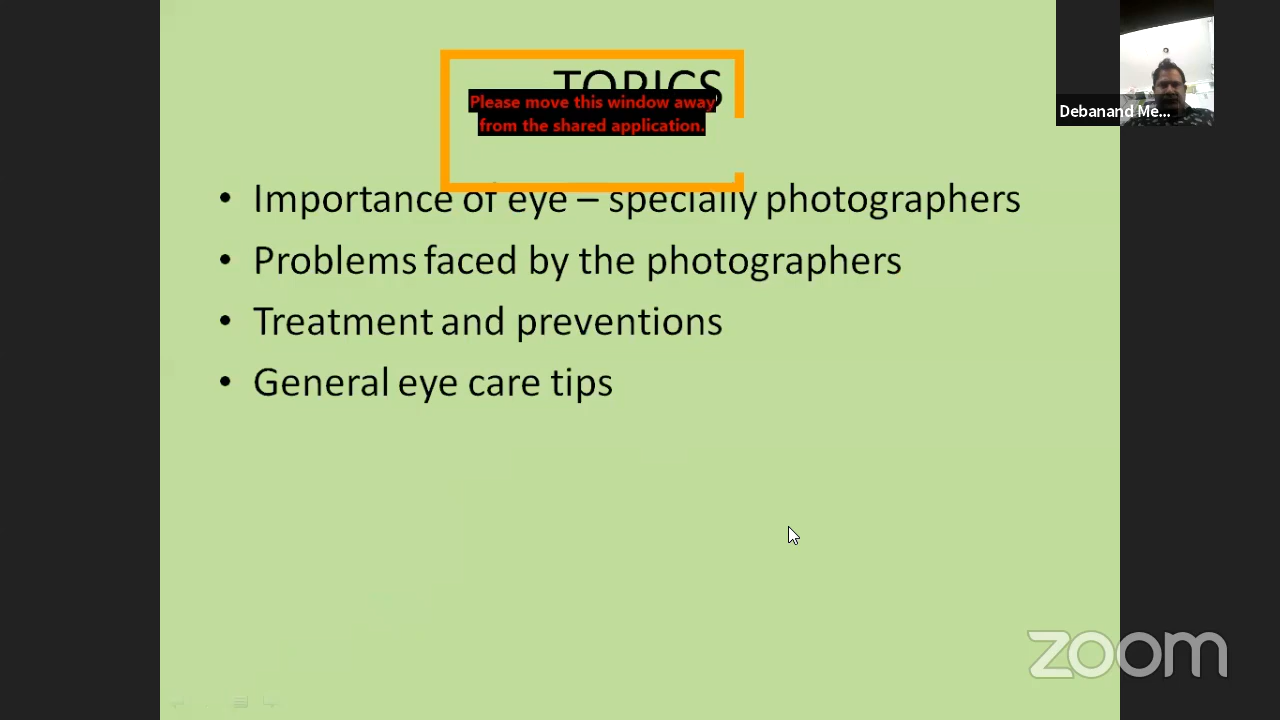 TOPICS
Please move this window away
from the shared application.
• Importance of eye – specially photographers
• Problems faced by the photographers
• Treatment and preventions
• General eye care tips
Debanand Me...
zoom